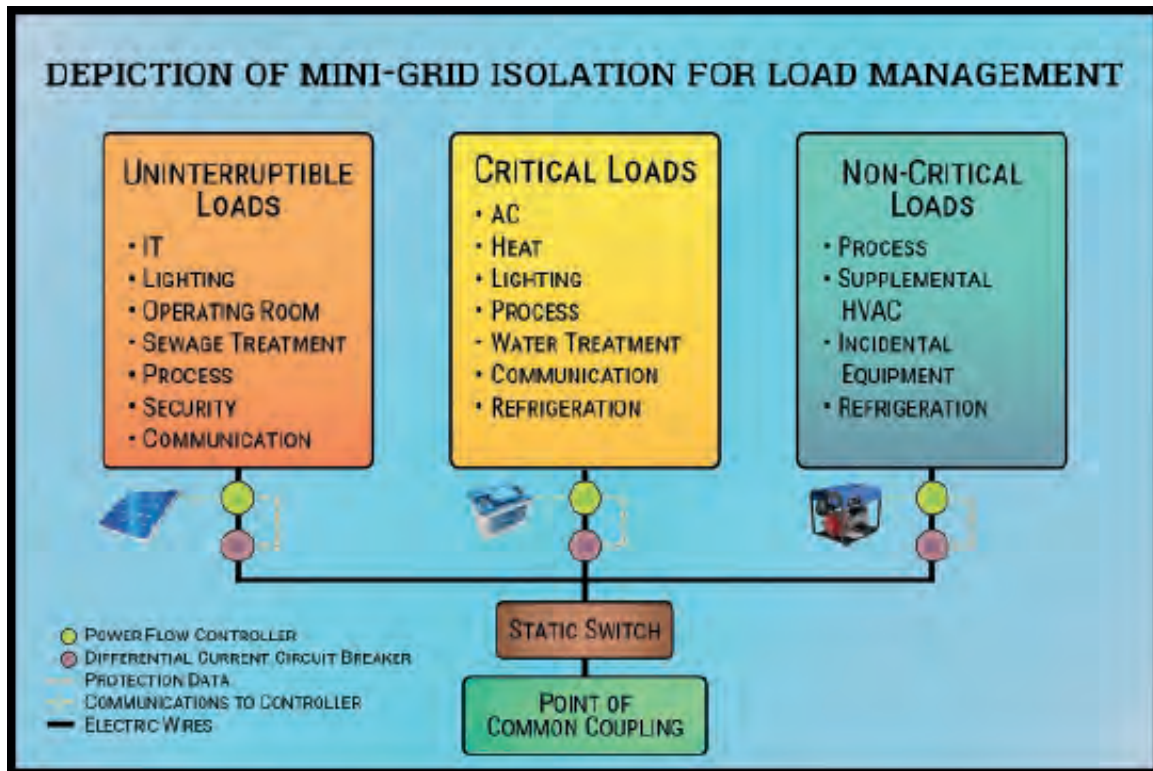 DEPICTION OF MINI-GRID ISOLATION FOR LOAD MANAGEMENT
UNINTERRUPTIBLE
LOADS
• IT
• LIGHTING
• OPERATING ROOM
• SEWAGE TREATMENT
• PROCESS
• SECURITY
• COMMUNICATION
CRITICAL LOADS
• AC
• HEAT
• LIGHTING
• PROCESS
• WATER TREATMENT
• COMMUNICATION
• REFRIGERATION
NON-CRITICAL
LOADS
• PROCESS
• SUPPLEMENTAL
HVAC
• INCIDENTAL
EQUIPMENT
• REFRIGERATION
STATIC SWITCH
POINT OF
COMMON COUPLING
POWER FLOW CONTROLLER
DIFFERENTIAL CURRENT CIRCUIT BREAKER
PROTECTION DATA
COMMUNICATIONS TO CONTROLLER
ELECTRIC WIRES